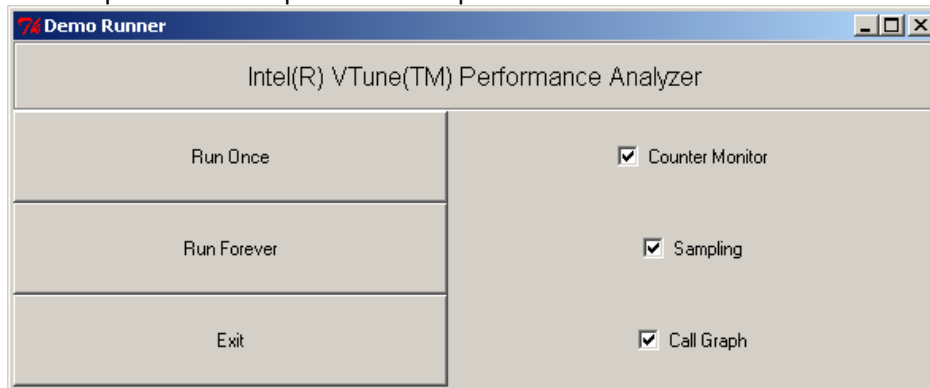 Demo Runner
Intel(R) VTune(TM) Performance Analyzer
Run Once
Counter Monitor
Run Forever
Sampling
Exit
Call Graph